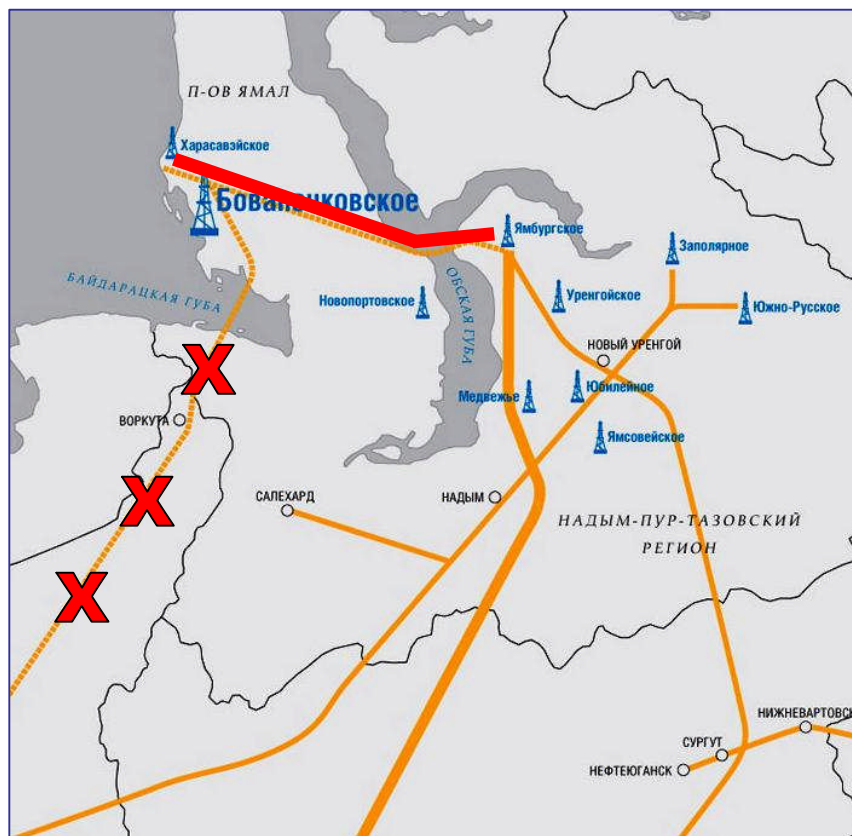 П-ОВ ЯМАЛ
Харасавэйское
Бованенковское
Ямбургское
Заполярное
БАЙДАРАЦКАЯ ГУБА
ОБСКАЯ ГУБА
Новопортовское
Уренгойское
Южно-Русское
НОВЫЙ УРЕНГОЙ
Медвежье
Юбилейное
ВОРКУТА
Ямсовейское
САЛЕХАРД
НАДЫМ
НАДЫМ-ПУР-ТАЗОВСКИЙ
РЕГИОН
НИЖНЕВАРТОВСК
СУРГУТ
НЕФТЕЮГАНСК